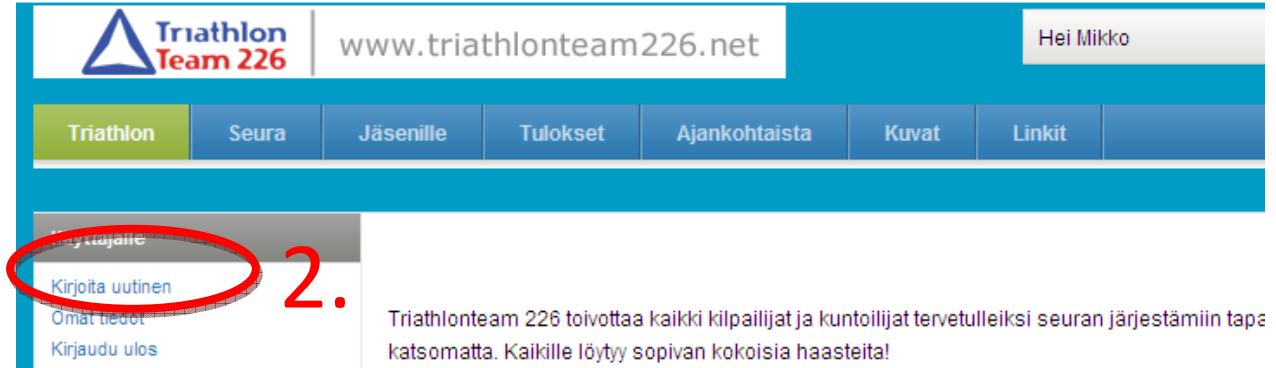 Triathlon
Team 226
www.triathlonteam226.net
Hei Mikko
Triathlon Seura Jäsenille Tulokset Ajankohtaista Kuvat Linkit
Käyttäjälle
Kirjoita uutinen
2.
Omat tiedot
Kirjaudu ulos
Triathlonteam 226 toivottaa kaikki kilpailijat ja kuntoilijat tervetulleiksi seuran järjestämiin tapa
katsomatta. Kaikille löytyy sopivan kokoisia haasteita!